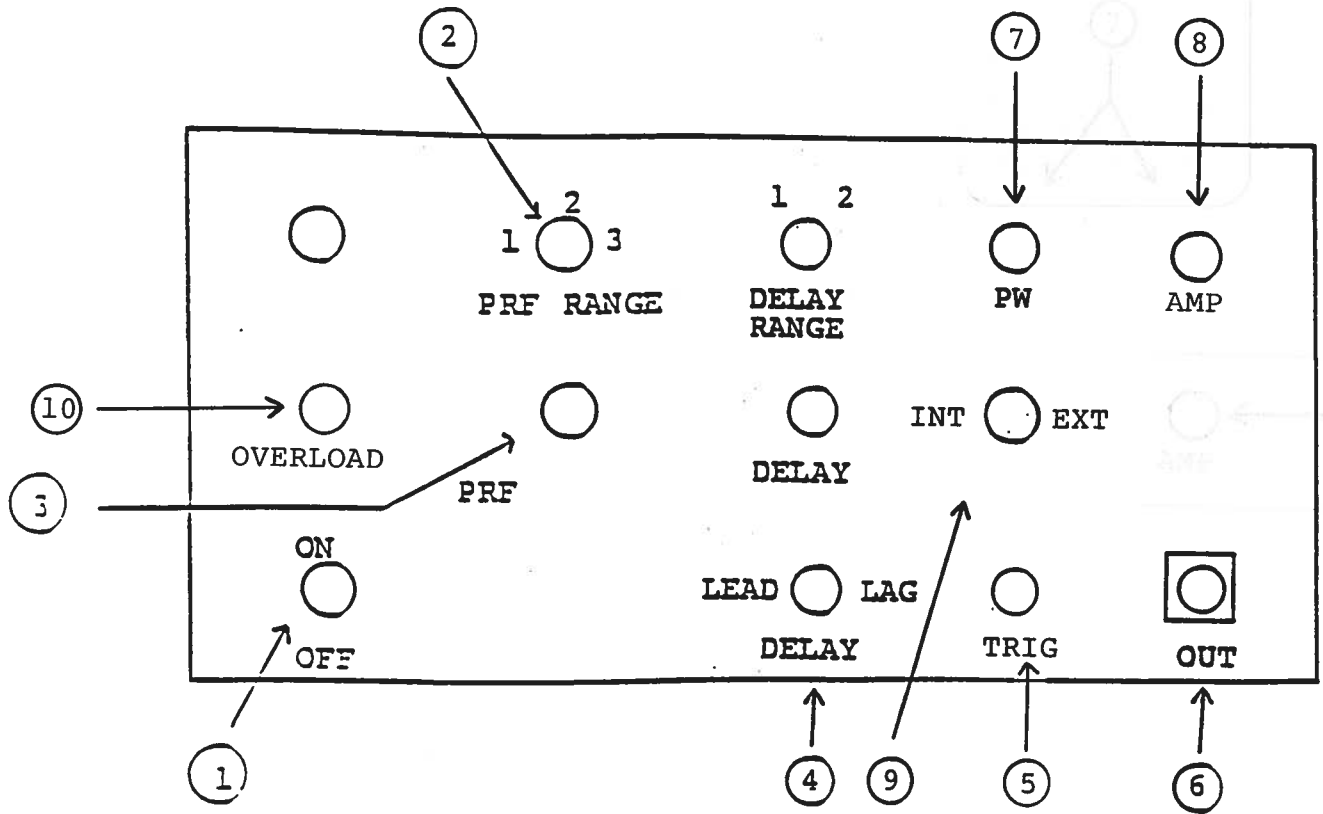 2
7
8
1 2 3
1 2
PRF RANGE
DELAY
RANGE
PW
AMP
10
OVERLOAD
INT EXT
3
PRF
DELAY
ON
OFF
LEAD LAG
DELAY
TRIG
OUT
1
4
9
5
6